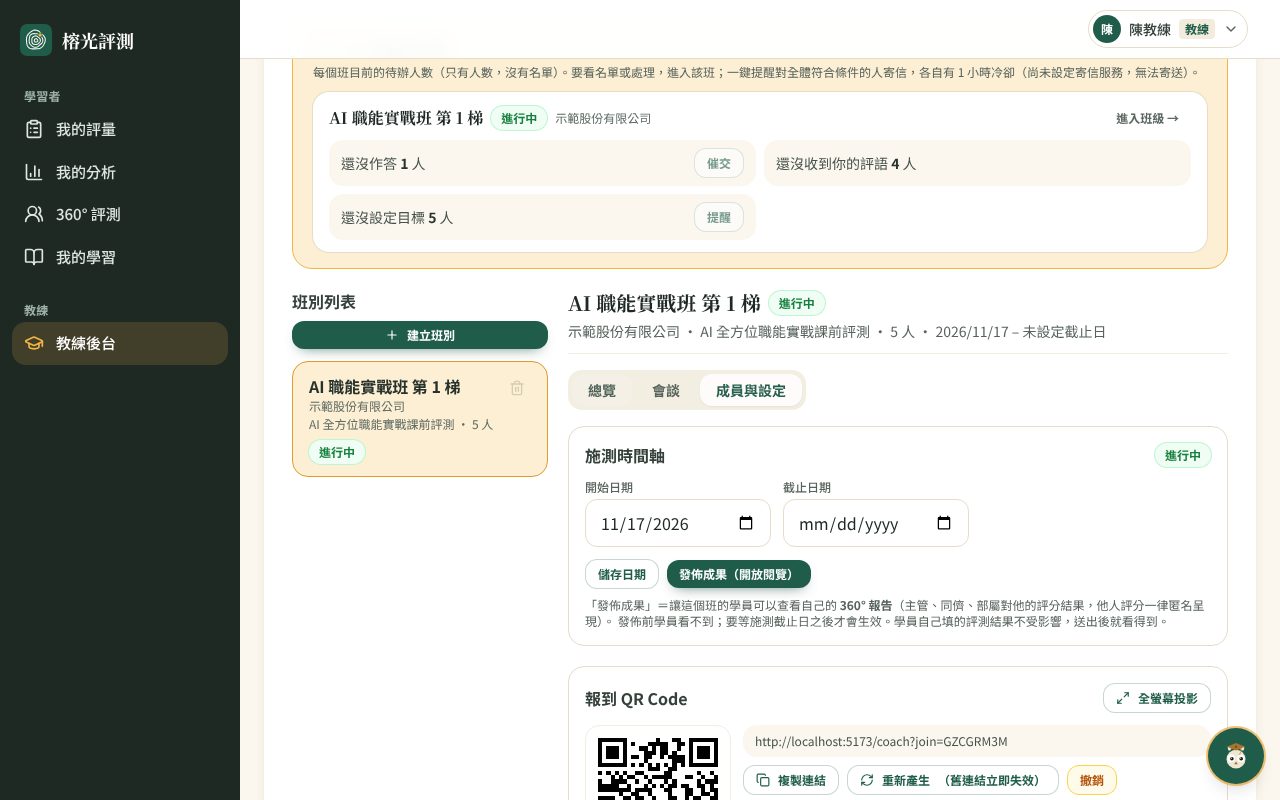 榕光評測
陳
陳教練
教練
學習者
我的評量
我的分析
360° 評測
我的學習
教練
教練後台
每個班目前的待辦人數（只有人數，沒有名單）。要看名單或處理，進入該班；一鍵提醒對全體符合條件的人寄信，各自有 1 小時冷卻（尚未設定寄信服務，無法寄送）。
AI 職能實戰班 第 1 梯 進行中 示範股份有限公司 進入班級 →
還沒作答 1 人 催交
還沒收到你的評語 4 人
還沒設定目標 5 人 提醒
班別列表
＋ 建立班別
AI 職能實戰班 第 1 梯
示範股份有限公司
AI 全方位職能實戰課前評測 • 5 人
進行中
AI 職能實戰班 第 1 梯 進行中
示範股份有限公司 • AI 全方位職能實戰課前評測 • 5 人 • 2026/11/17 – 未設定截止日
總覽 會談 成員與設定
施測時間軸 進行中
開始日期 截止日期
11/17/2026 mm/dd/yyyy
儲存日期 發佈成果（開放閱覽）
「發佈成果」＝讓這個班的學員可以查看自己的 360° 報告（主管、同儕、部屬對他的評分結果，他人評分一律匿名呈
現）。 發佈前學員看不到；要等施測截止日之後才會生效。學員自己填的評測結果不受影響，送出後就看得到。
報到 QR Code 全螢幕投影
http://localhost:5173/coach?join=GZCGRM3M
複製連結 重新產生 （舊連結立即失效） 撤銷